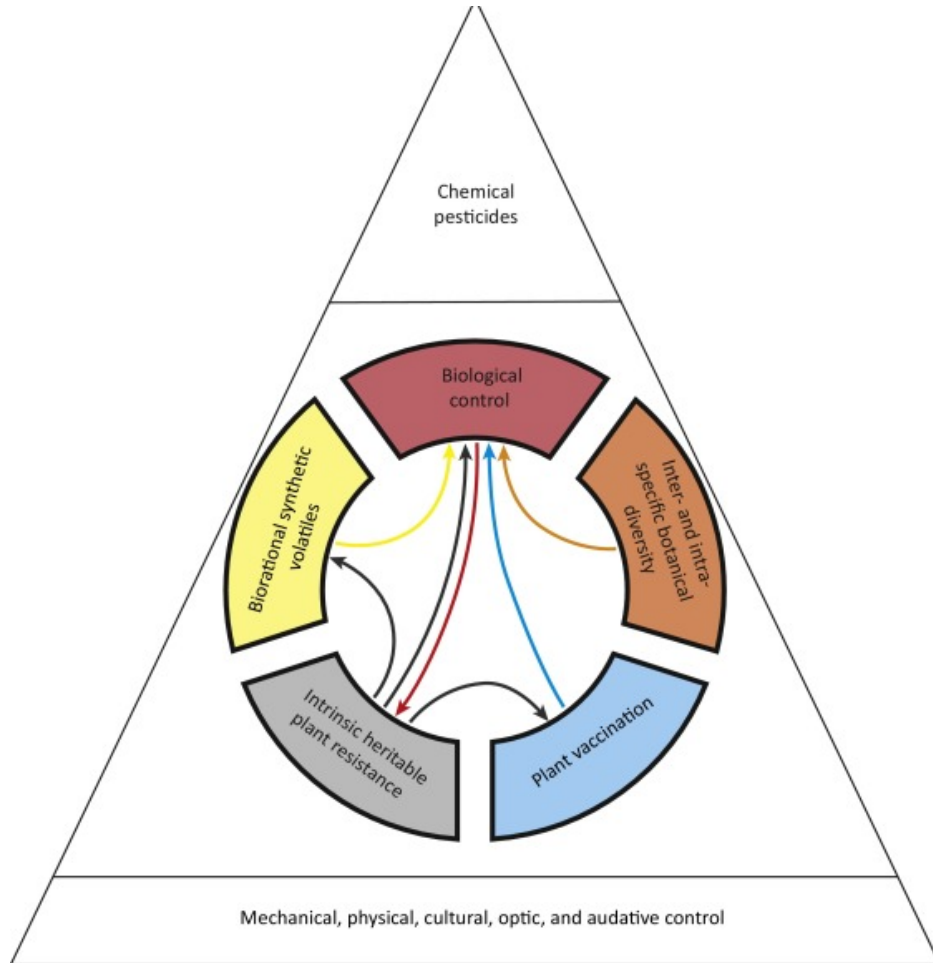 Chemical
pesticides
Biological
control
Biorational synthetic
volatiles
Inter- and intra-
specific botanical
diversity
Intrinsic heritable
plant resistance
Plant vaccination
Mechanical, physical, cultural, optic, and audative control